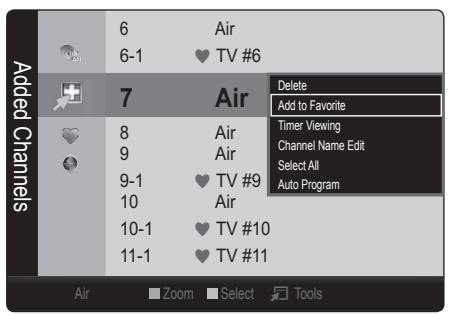 Added Channels
6 Air
6-1 TV #6
7 Air
8 Air
9 Air
9-1 TV #9
10 Air
10-1 TV #10
11-1 TV #11
Delete
Add to Favorite
Timer Viewing
Channel Name Edit
Select All
Auto Program
Air Zoom Select Tools